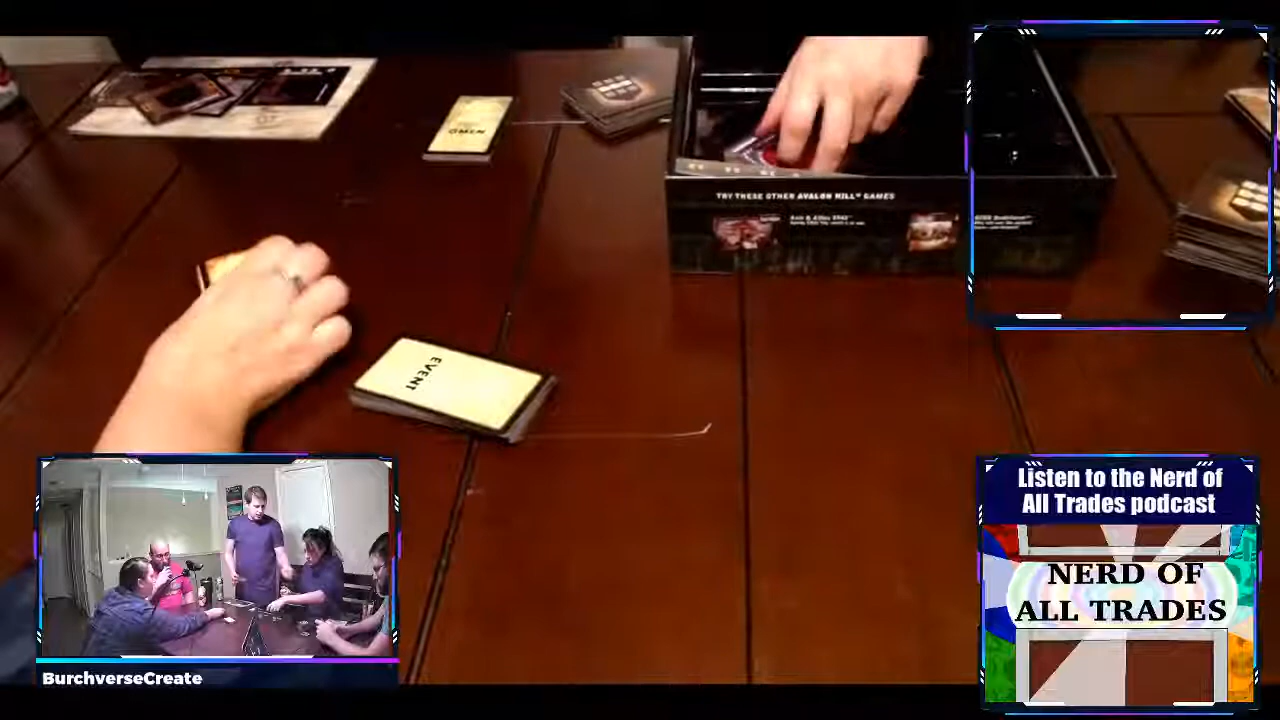 OMEN
TRY THESE OTHER AVALON HILL® GAMES
EVENT
Listen to the Nerd of
All Trades podcast
NERD OF
ALL TRADES
BurchverseCreate